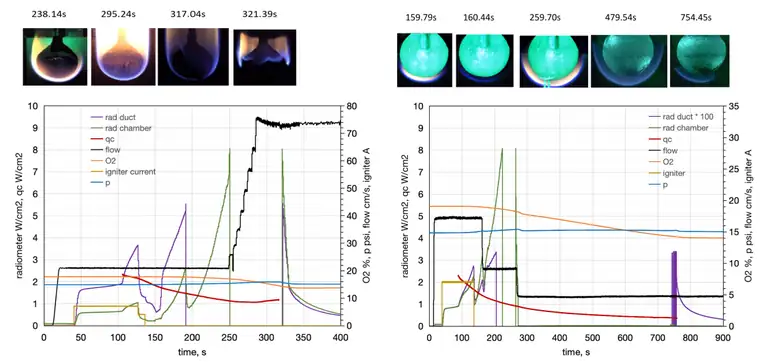 238.14s 295.24s 317.04s 321.39s
159.79s 160.44s 259.70s 479.54s 754.45s
10 9 8 7 6 5 4 3 2 1 0
radiometer W/cm2, qc W/cm2
rad duct
rad chamber
qc
flow
O2
igniter current
p
80 70 60 50 40 30 20 10 0
O2 %, p psi, flow cm/s, igniter A
0 50 100 150 200 250 300 350 400
time, s
10 9 8 7 6 5 4 3 2 1 0
radiometer W/cm2, qc W/cm2
rad duct * 100
rad chamber
qc
flow
O2
igniter
p
35 30 25 20 15 10 5 0
O2 %, p psi, flow cm/s, igniter A
0 100 200 300 400 500 600 700 800 900
time, s